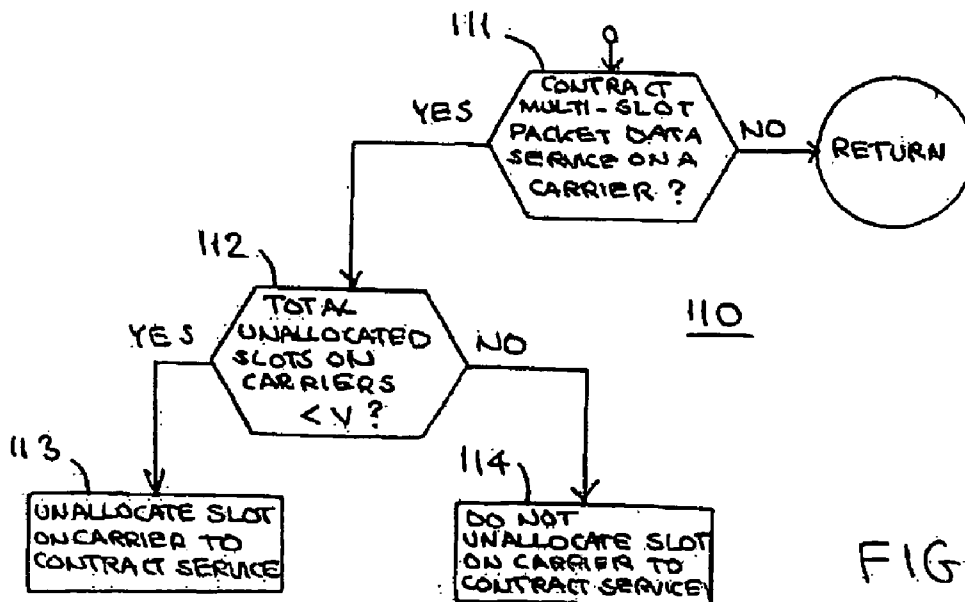 111
CONTRACT
MULTI-SLOT
PACKET DATA
SERVICE ON A
CARRIER ?
YES
NO
RETURN
112
TOTAL
UNALLOCATED
SLOTS ON
CARRIERS
< V ?
YES
NO
110
113
UNALLOCATE SLOT
ON CARRIER TO
CONTRACT SERVICE
114
DO NOT
UNALLOCATE SLOT
ON CARRIER TO
CONTRACT SERVICE
FIG